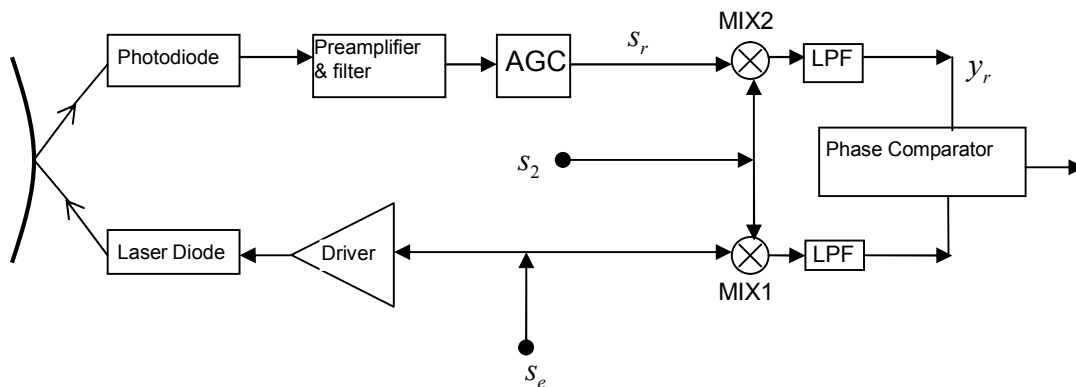 MIX2
Photodiode
Preamplifier
& filter
AGC
s_r
LPF
y_r
s_2
Phase Comparator
Laser Diode
Driver
LPF
MIX1
s_e